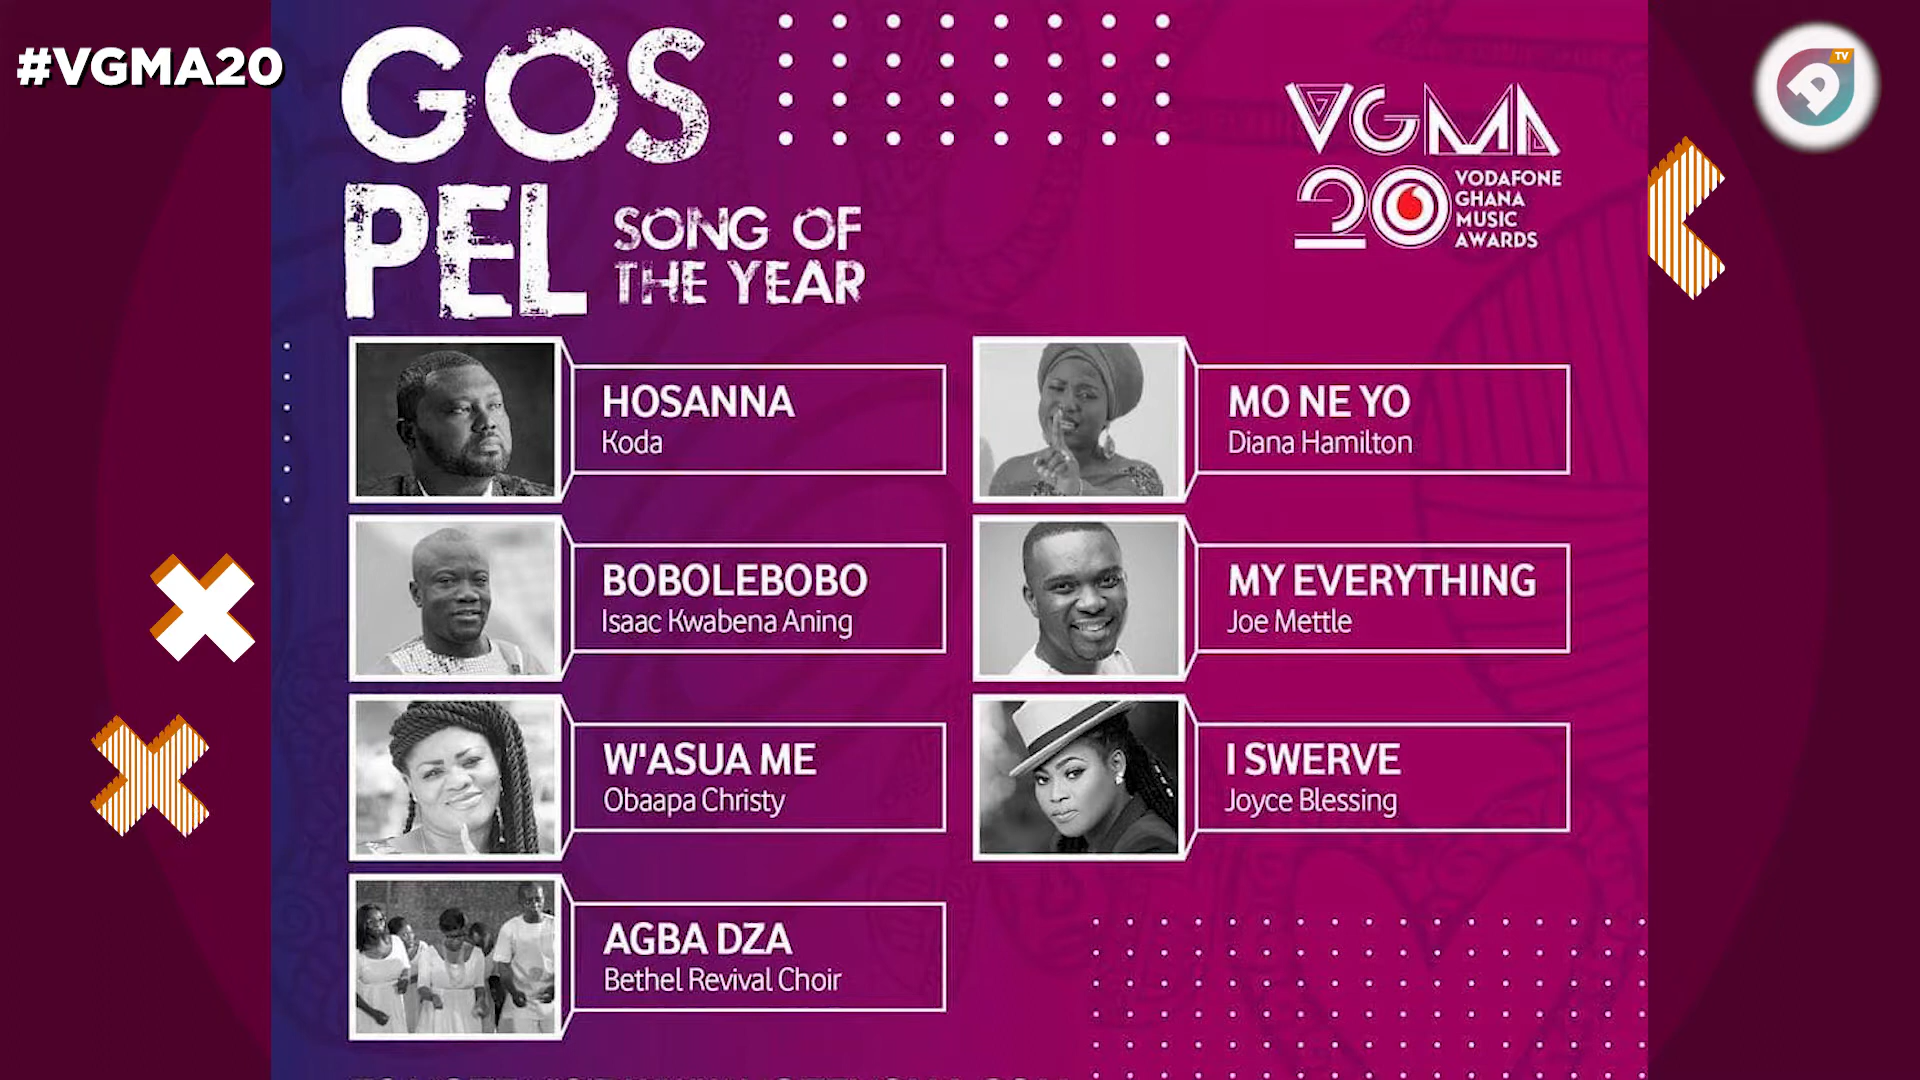 #VGMA20
TV
GOS
PEL
SONG OF
THE YEAR
VGMA
20
VODAFONE
GHANA
MUSIC
AWARDS
HOSANNA
Koda
MO NE YO
Diana Hamilton
BOBOLEBOBO
Isaac Kwabena Aning
MY EVERYTHING
Joe Mettle
W'ASUA ME
Obaapa Christy
I SWERVE
Joyce Blessing
AGBA DZA
Bethel Revival Choir